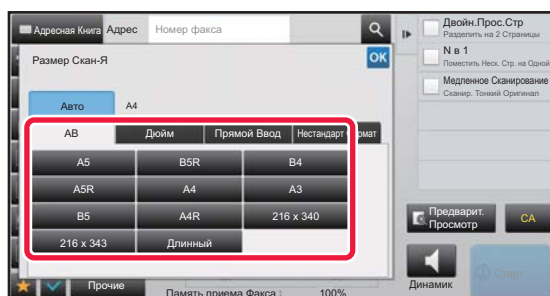 Адресная Книга
Адрес
Номер факса
Размер Скан-Я
OK
Авто
A4
AB
Дюйм
Прямой Ввод
Нестандарт
A5
B5R
B4
A5R
A4
A3
B5
A4R
216 x 340
216 x 343
Длинный
Прочие
Память приема Факса :
100%
Двойн.Прос.Стр
Разделить на 2 Страницы
N в 1
Поместить Неск. Стр. на Одной
Медленное Сканирование
Сканир. Тонкий Оригинал
Предварит.
Просмотр
CA
Динамик
Старт